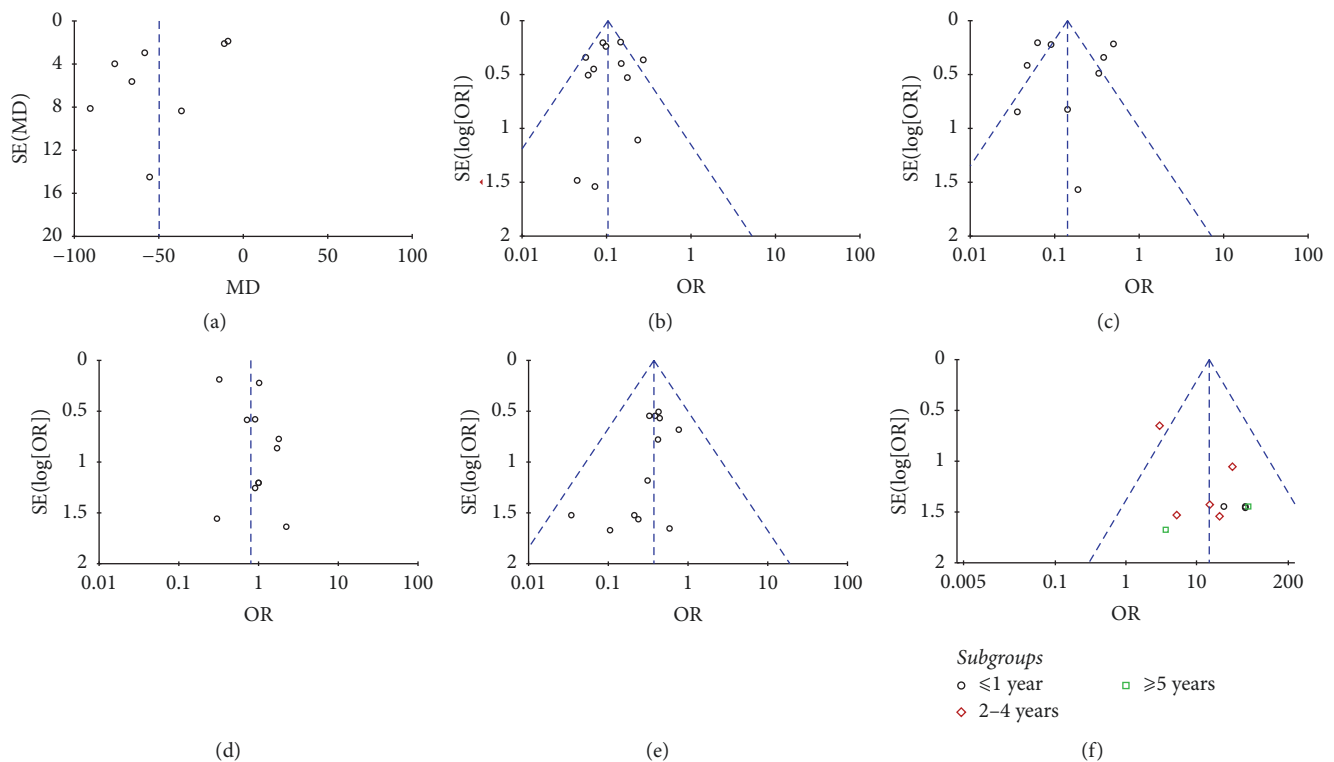 0
4
8
12
16
20
SE(MD)
−100
−50
0
50
100
MD
(a)
0
0.5
1
1.5
2
SE(log[OR])
0.01
0.1
1
10
100
OR
(b)
0
0.5
1
1.5
2
SE(log[OR])
0.01
0.1
1
10
100
OR
(c)
0
0.5
1
1.5
2
SE(log[OR])
0.01
0.1
1
10
100
OR
(d)
0
0.5
1
1.5
2
SE(log[OR])
0.01
0.1
1
10
100
OR
(e)
0
0.5
1
1.5
2
SE(log[OR])
0.005
0.1
1
10
200
OR
Subgroups
⩽1 year
2–4 years
⩾5 years
(f)